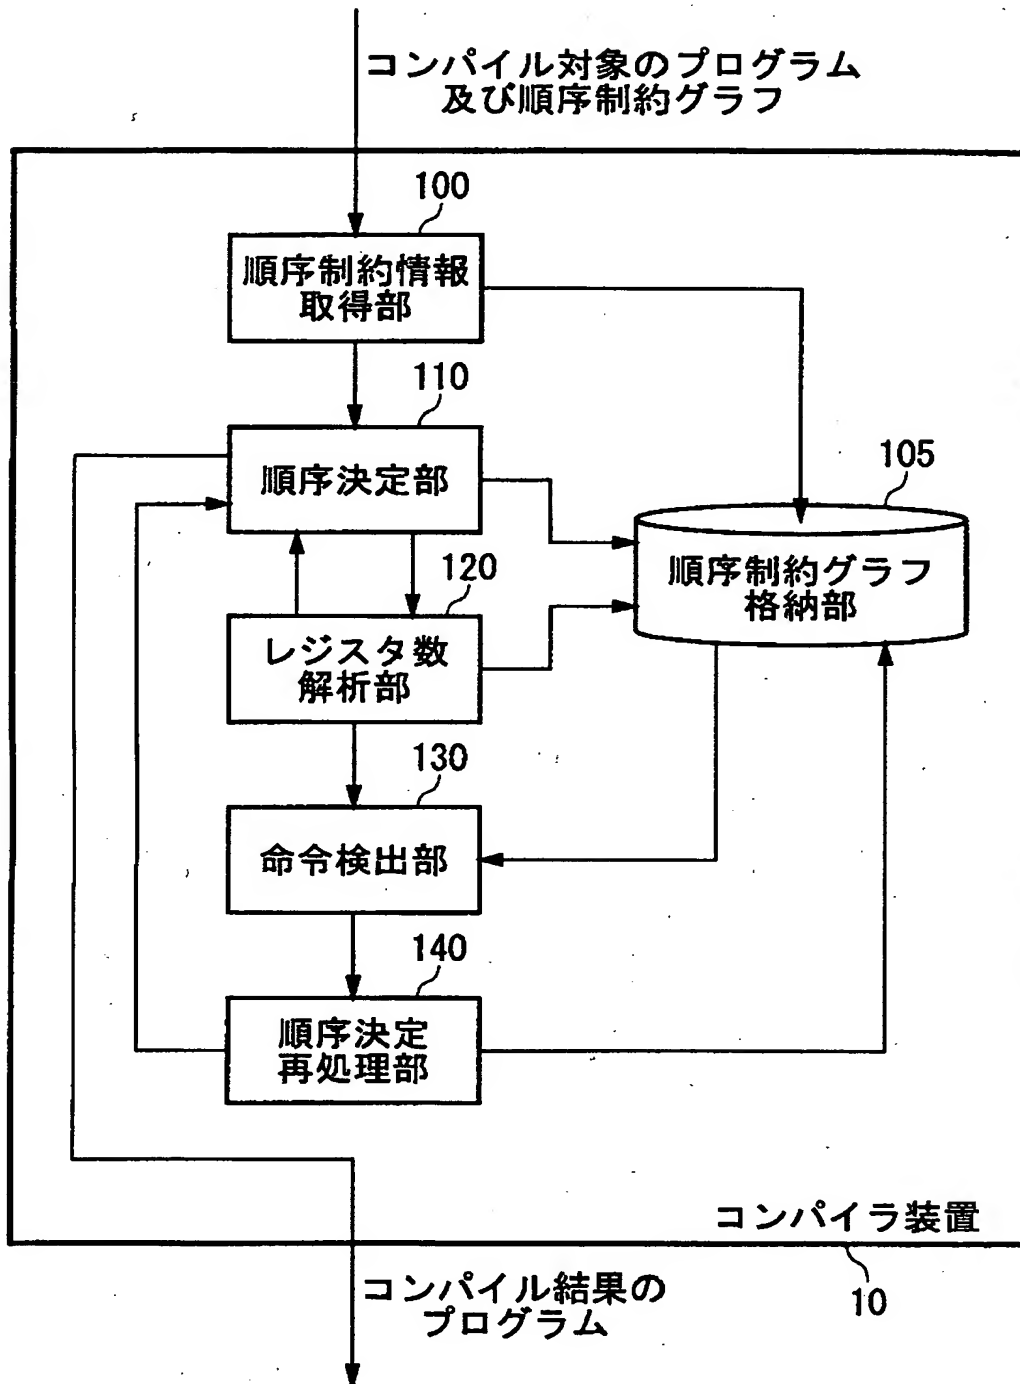 コンパイル対象のプログラム
及び順序制約グラフ
100
順序制約情報
取得部
110
順序決定部
105
順序制約グラフ
格納部
120
レジスタ数
解析部
130
命令検出部
140
順序決定
再処理部
コンパイラ装置
10
コンパイル結果の
プログラム